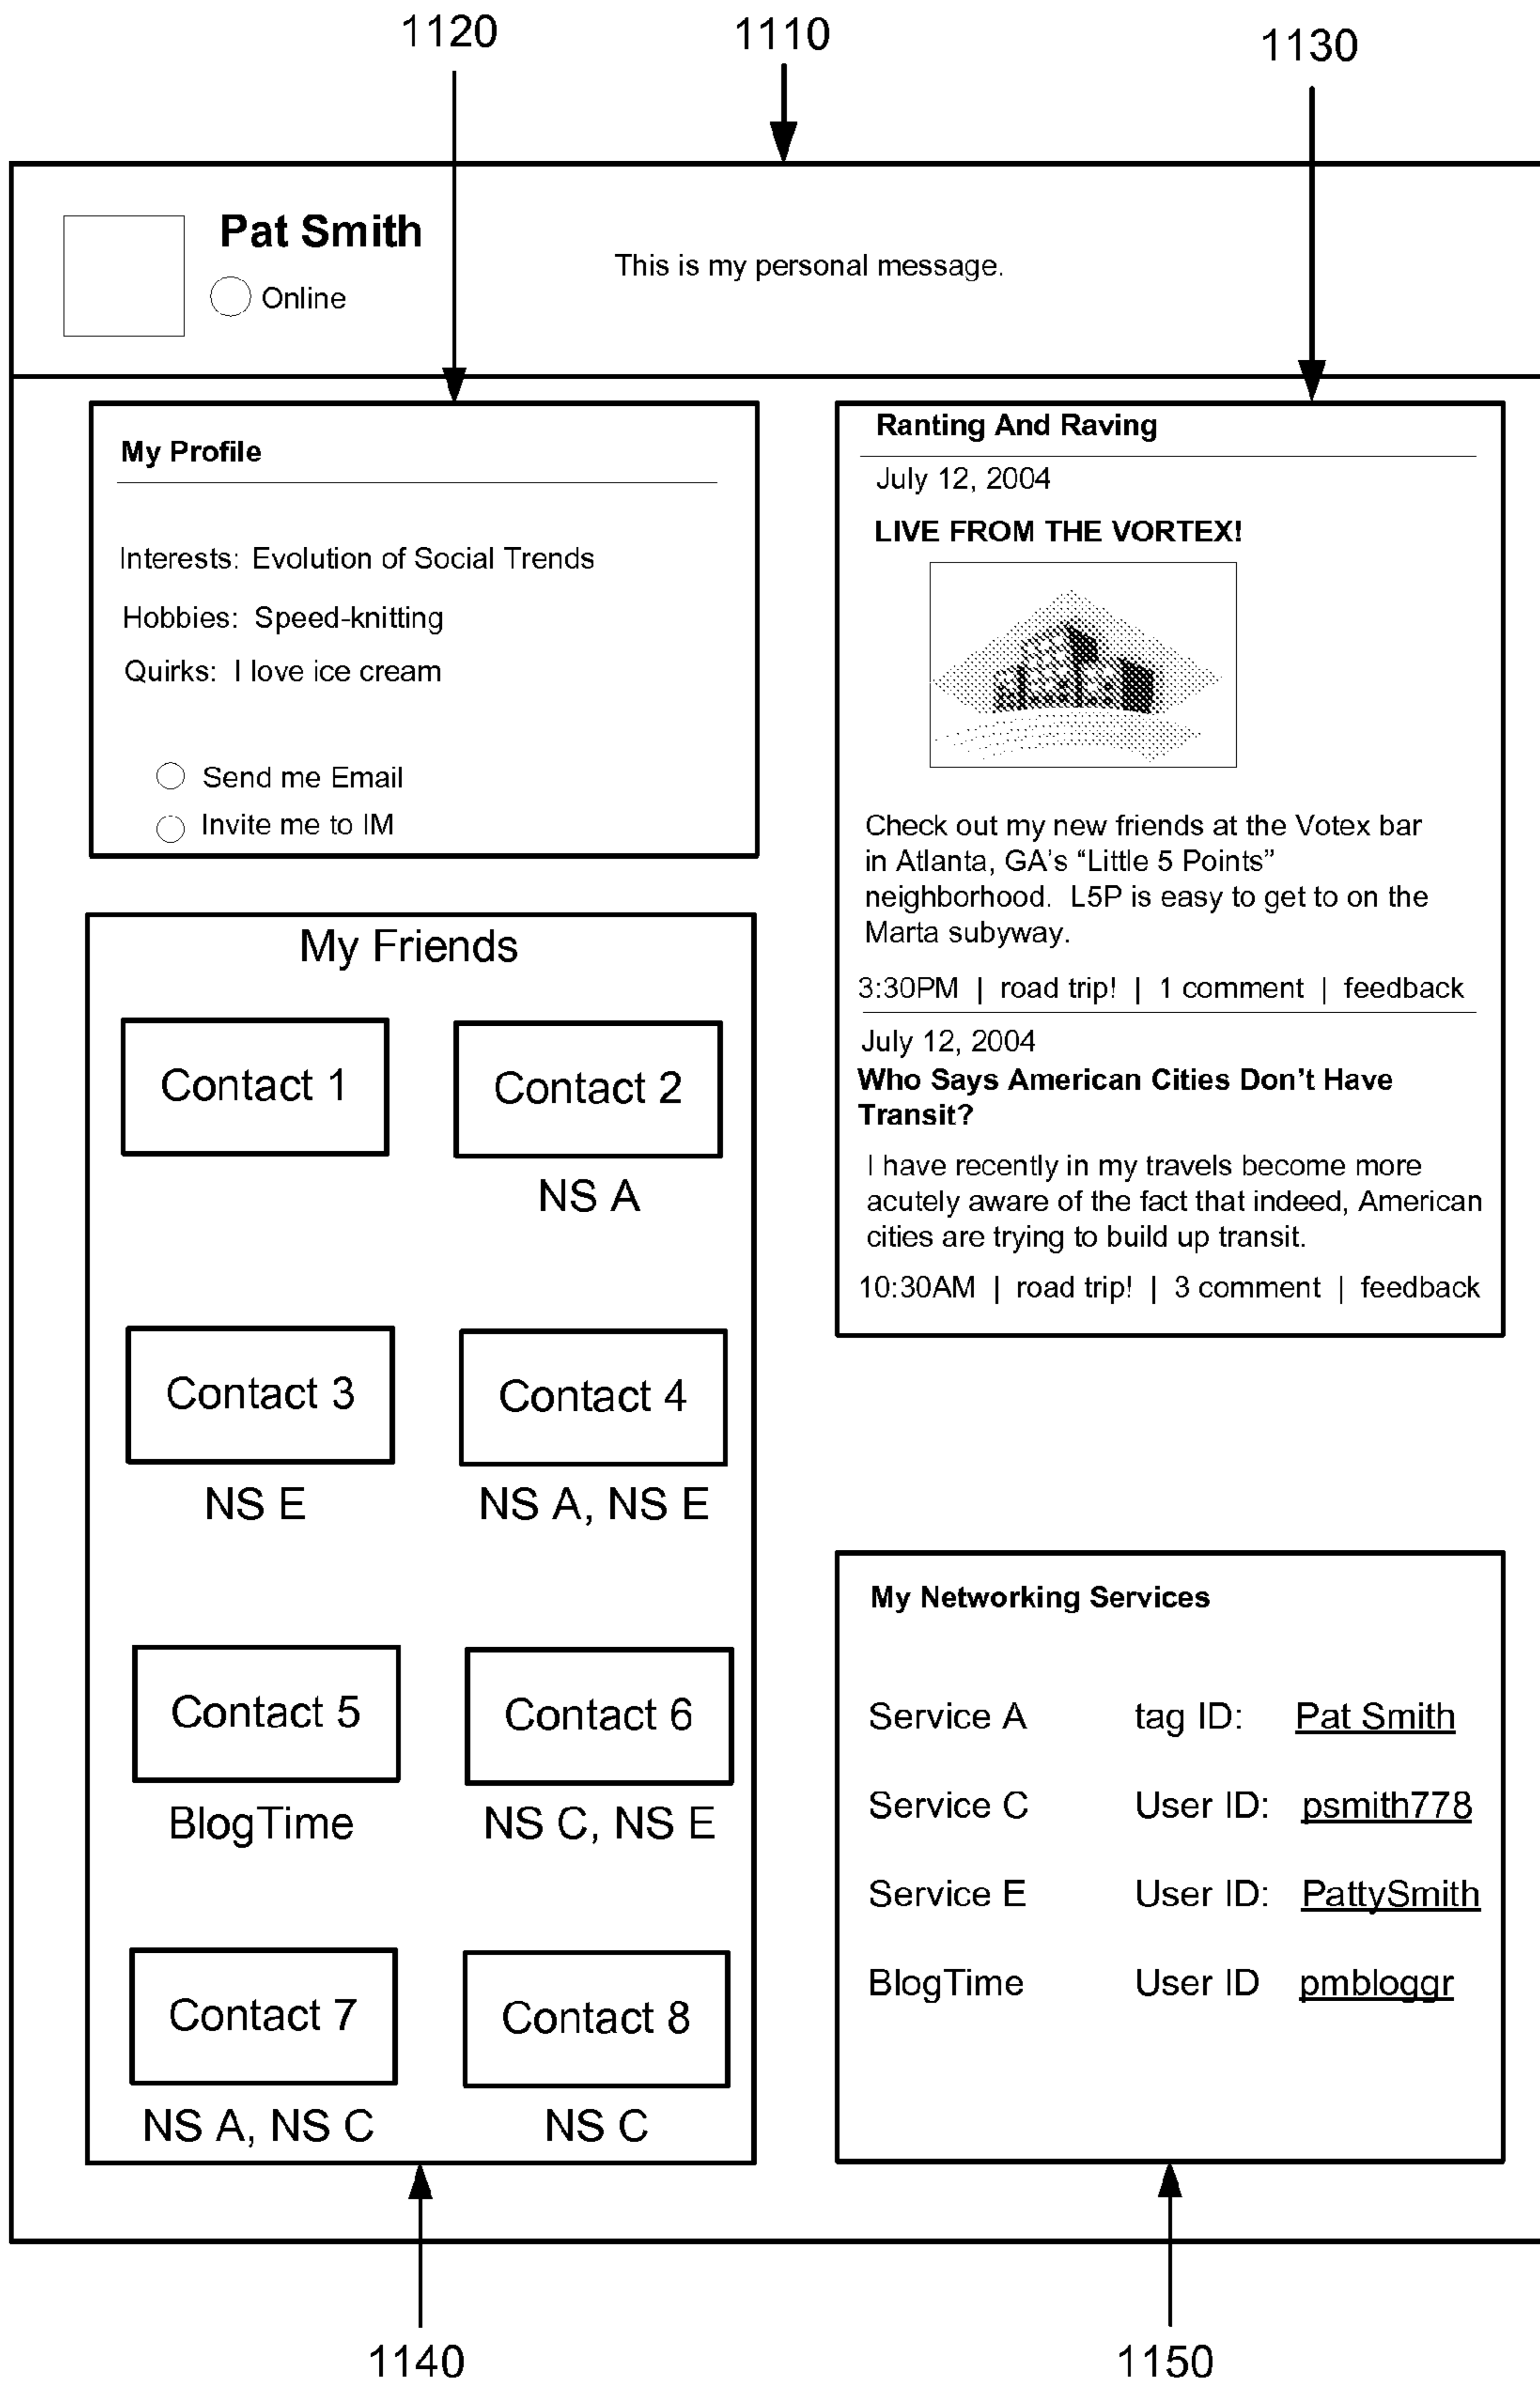 1120
1110
1130
Pat Smith
Online
This is my personal message.
My Profile
Interests: Evolution of Social Trends
Hobbies: Speed-knitting
Quirks: I love ice cream
Send me Email
Invite me to IM
Ranting And Raving
July 12, 2004
LIVE FROM THE VORTEX!
Check out my new friends at the Votex bar
in Atlanta, GA's “Little 5 Points”
neighborhood. L5P is easy to get to on the
Marta subyway.
3:30PM | road trip! | 1 comment | feedback
July 12, 2004
Who Says American Cities Don't Have
Transit?
I have recently in my travels become more
acutely aware of the fact that indeed, American
cities are trying to build up transit.
10:30AM | road trip! | 3 comment | feedback
My Friends
Contact 1
Contact 2
NS A
Contact 3
Contact 4
NS E
NS A, NS E
Contact 5
Contact 6
BlogTime
NS C, NS E
Contact 7
Contact 8
NS A, NS C
NS C
My Networking Services
Service A tag ID: Pat Smith
Service C User ID: psmith778
Service E User ID: PattySmith
BlogTime User ID pmbloggr
1140
1150